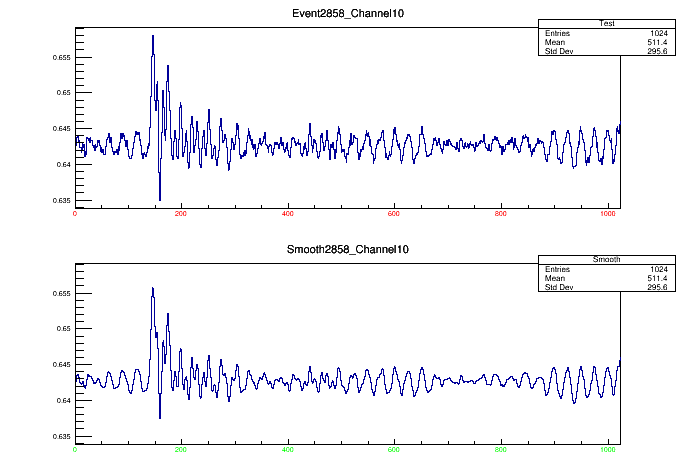 Event2858_Channel10
Test
Entries 1024
Mean 511.4
Std Dev 295.6
0.655
0.65
0.645
0.64
0.635
0 200 400 600 800 1000
Smooth2858_Channel10
Smooth
Entries 1024
Mean 511.4
Std Dev 295.6
0.655
0.65
0.645
0.64
0.635
0 200 400 600 800 1000